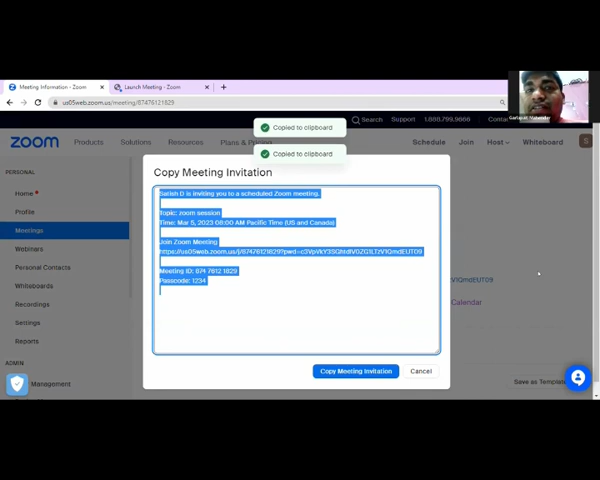 Meeting Information - Zoom
Launch Meeting - Zoom
us05web.zoom.us/meeting/87476121829
Search
Support
1.888.799.9666
Copied to clipboard
zoom
Products
Solutions
Resources
Plans & Pricing
Schedule
Join
Host
Whiteboard
S
Copied to clipboard
PERSONAL
Home
Profile
Meetings
Webinars
Personal Contacts
Whiteboards
Recordings
Settings
Reports
ADMIN
Management
Copy Meeting Invitation
Satish D is inviting you to a scheduled Zoom meeting.
Topic: zoom session
Time: Mar 5, 2023 08:00 AM Pacific Time (US and Canada)
Join Zoom Meeting
Meeting ID: 874 7612 1829
Passcode: 1234
Calendar
Copy Meeting Invitation
Cancel
Save as Template